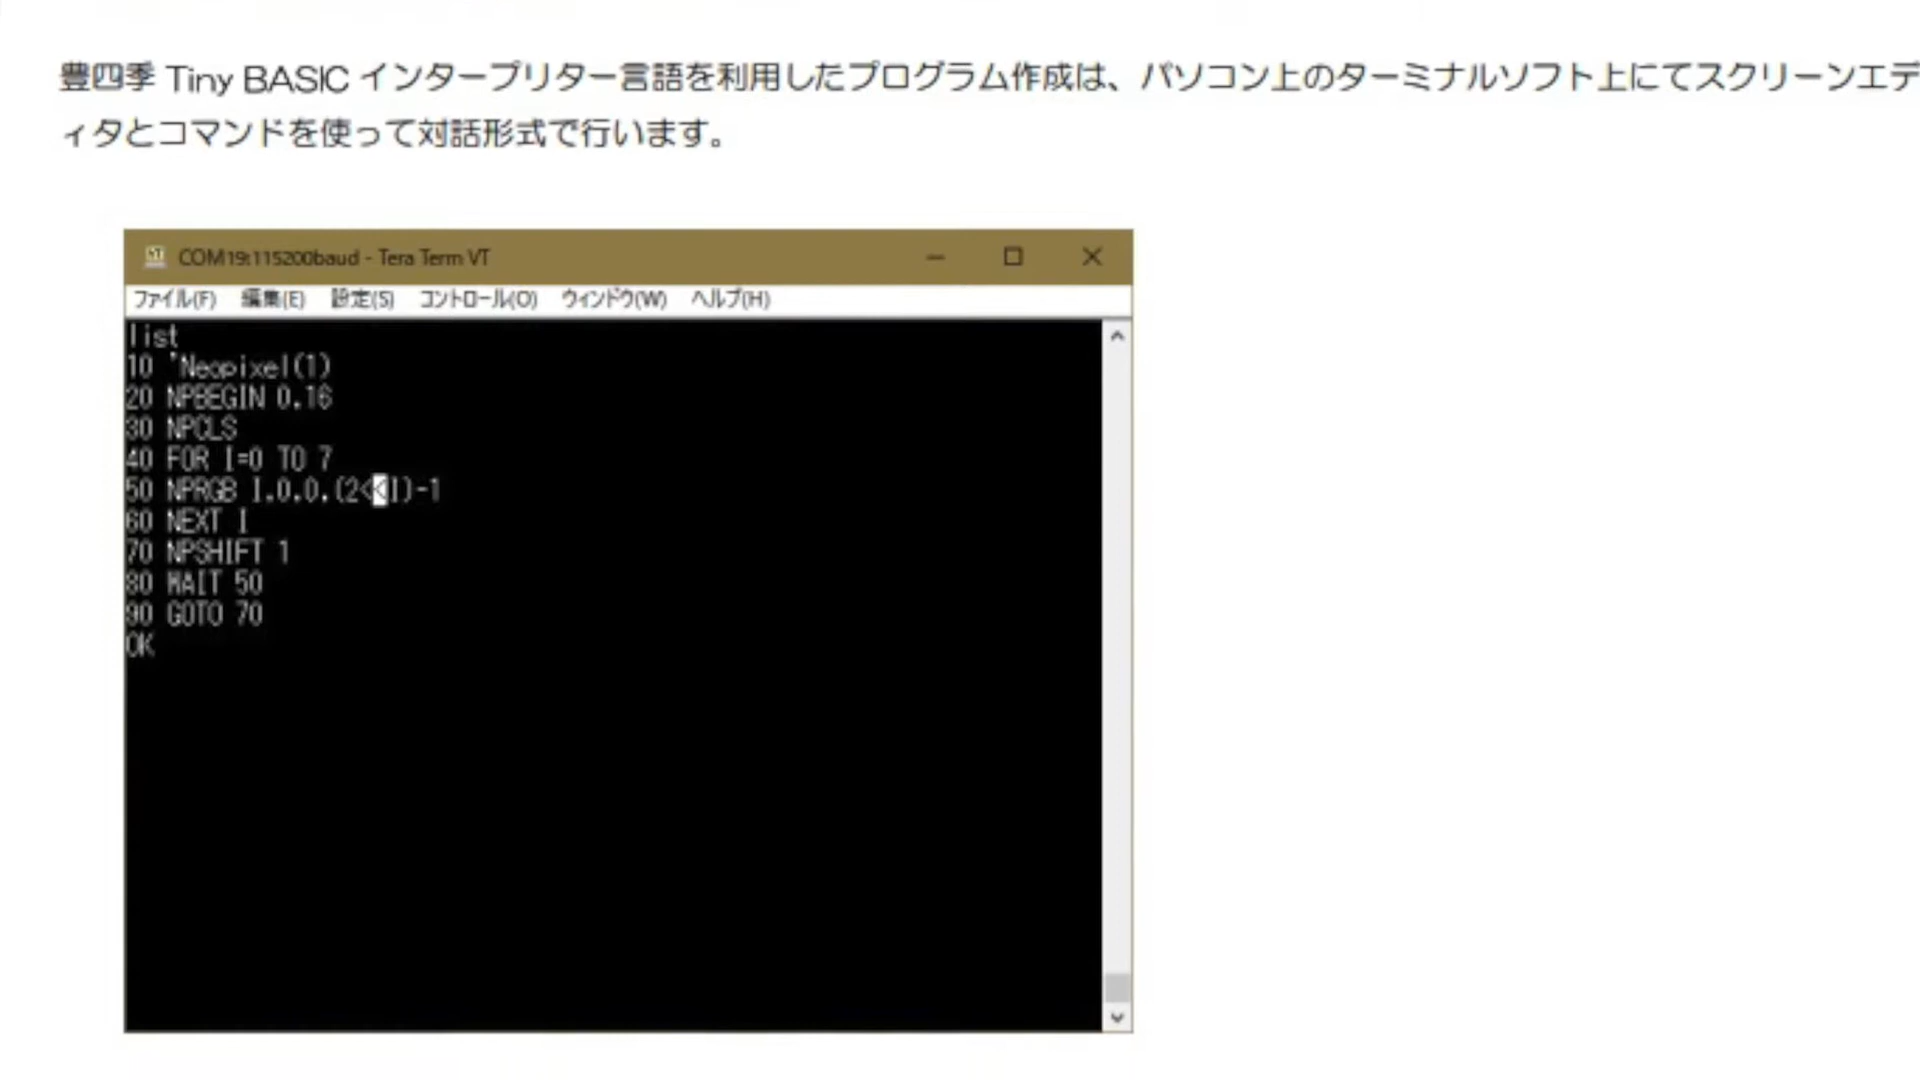 豊四季 Tiny BASIC インタープリター言語を利用したプログラム作成は、パソコン上のターミナルソフト上にてスクリーンエデ
ィタとコマンドを使って対話形式で行います。
COM19:115200baud - Tera Term VT
ファイル(F) 編集(E) 設定(S) コントロール(O) ウィンドウ(W) ヘルプ(H)
list
10 'Neopixel(1)
20 NPBEGIN 0,16
30 NPCLS
40 FOR I=0 TO 7
50 NPRGB I,0,0,(2<<I)-1
60 NEXT I
70 NPSHIFT 1
80 WAIT 50
90 GOTO 70
OK